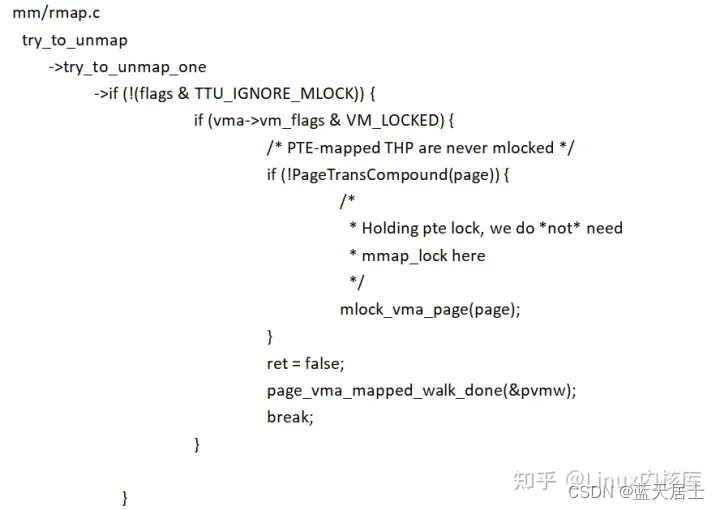 mm/rmap.c
try_to_unmap
->try_to_unmap_one
->if (!(flags & TTU_IGNORE_MLOCK)) {
if (vma->vm_flags & VM_LOCKED) {
/* PTE-mapped THP are never mlocked */
if (!PageTransCompound(page)) {
/*
* Holding pte lock, we do *not* need
* mmap_lock here
*/
mlock_vma_page(page);
}
ret = false;
page_vma_mapped_walk_done(&pvmw);
break;
}
}
知乎 @Linux内核库
CSDN @蓝天居士